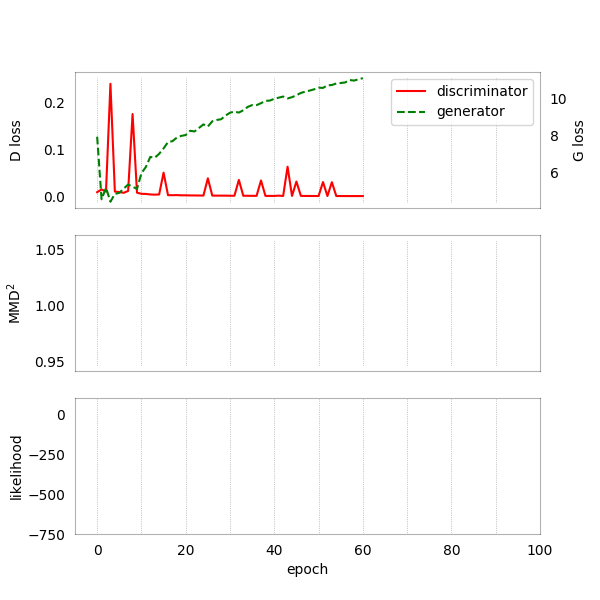 discriminator
generator
0.2
0.1
0.0
D loss
10
8
6
G loss
1.05
1.00
0.95
MMD²
0
−250
−500
−750
likelihood
0 20 40 60 80 100
epoch